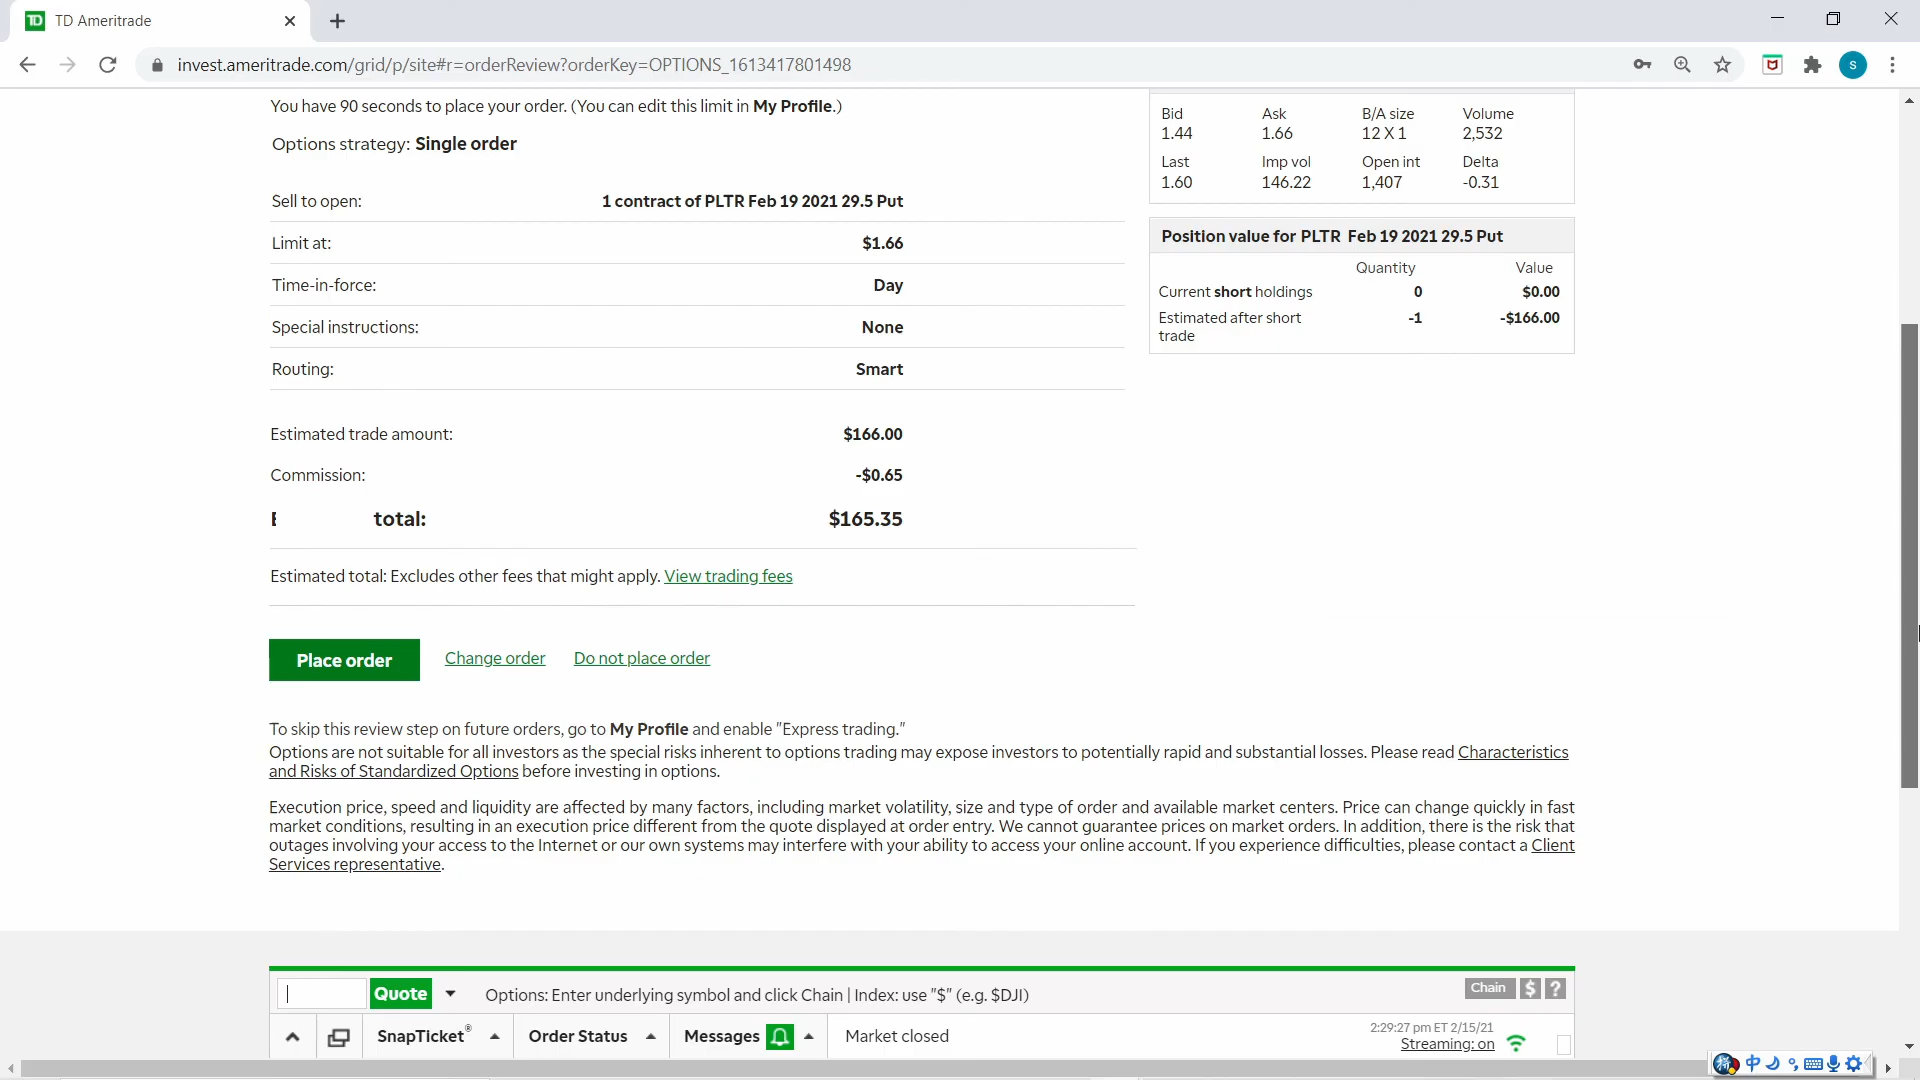 TD Ameritrade
invest.ameritrade.com/grid/p/site#r=orderReview?orderKey=OPTIONS_1613417801498
S
You have 90 seconds to place your order. (You can edit this limit in My Profile.)
Options strategy: Single order
Sell to open: 1 contract of PLTR Feb 19 2021 29.5 Put
Limit at: $1.66
Time-in-force: Day
Special instructions: None
Routing: Smart
Estimated trade amount: $166.00
Commission: -$0.65
total: $165.35
Estimated total: Excludes other fees that might apply. View trading fees
Place order Change order Do not place order
To skip this review step on future orders, go to My Profile and enable "Express trading."
Options are not suitable for all investors as the special risks inherent to options trading may expose investors to potentially rapid and substantial losses. Please read Characteristics
and Risks of Standardized Options before investing in options.
Execution price, speed and liquidity are affected by many factors, including market volatility, size and type of order and available market centers. Price can change quickly in fast
market conditions, resulting in an execution price different from the quote displayed at order entry. We cannot guarantee prices on market orders. In addition, there is the risk that
outages involving your access to the Internet or our own systems may interfere with your ability to access your online account. If you experience difficulties, please contact a Client
Services representative.
Bid Ask B/A size Volume
1.44 1.66 12 X 1 2,532
Last Imp vol Open int Delta
1.60 146.22 1,407 -0.31
Position value for PLTR Feb 19 2021 29.5 Put
Quantity Value
Current short holdings 0 $0.00
Estimated after short -1 -$166.00
trade
Quote Options: Enter underlying symbol and click Chain | Index: use "$" (e.g. $DJI) Chain $ ?
SnapTicket® Order Status Messages Market closed
2:29:27 pm ET 2/15/21
Streaming: on
中